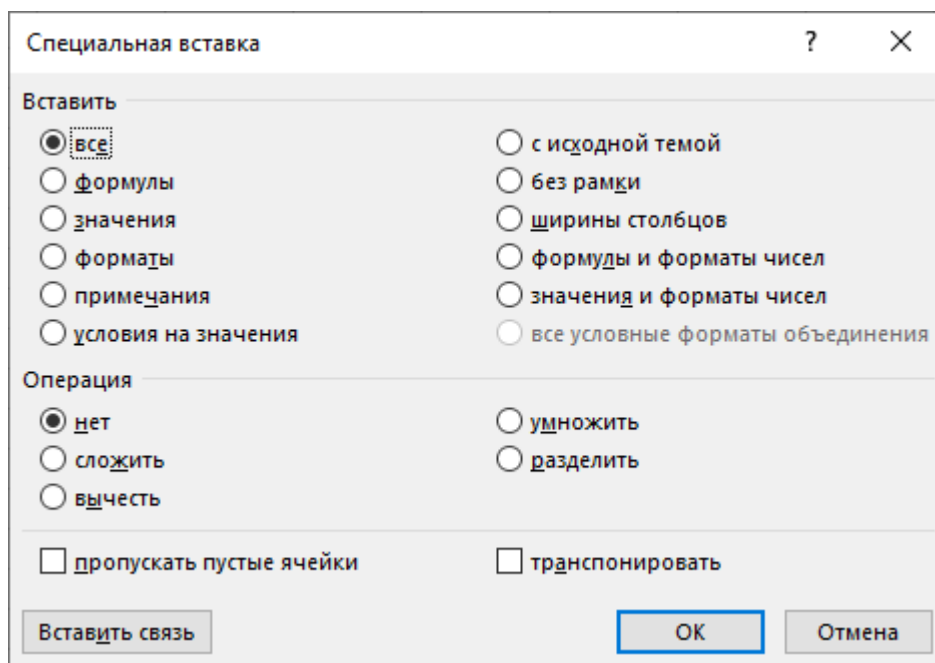 Специальная вставка ? ×
Вставить
все
с исходной темой
формулы
без рамки
значения
ширины столбцов
форматы
формулы и форматы чисел
примечания
значения и форматы чисел
условия на значения
все условные форматы объединения
Операция
нет
умножить
сложить
разделить
вычесть
пропускать пустые ячейки
транспонировать
Вставить связь
ОК
Отмена